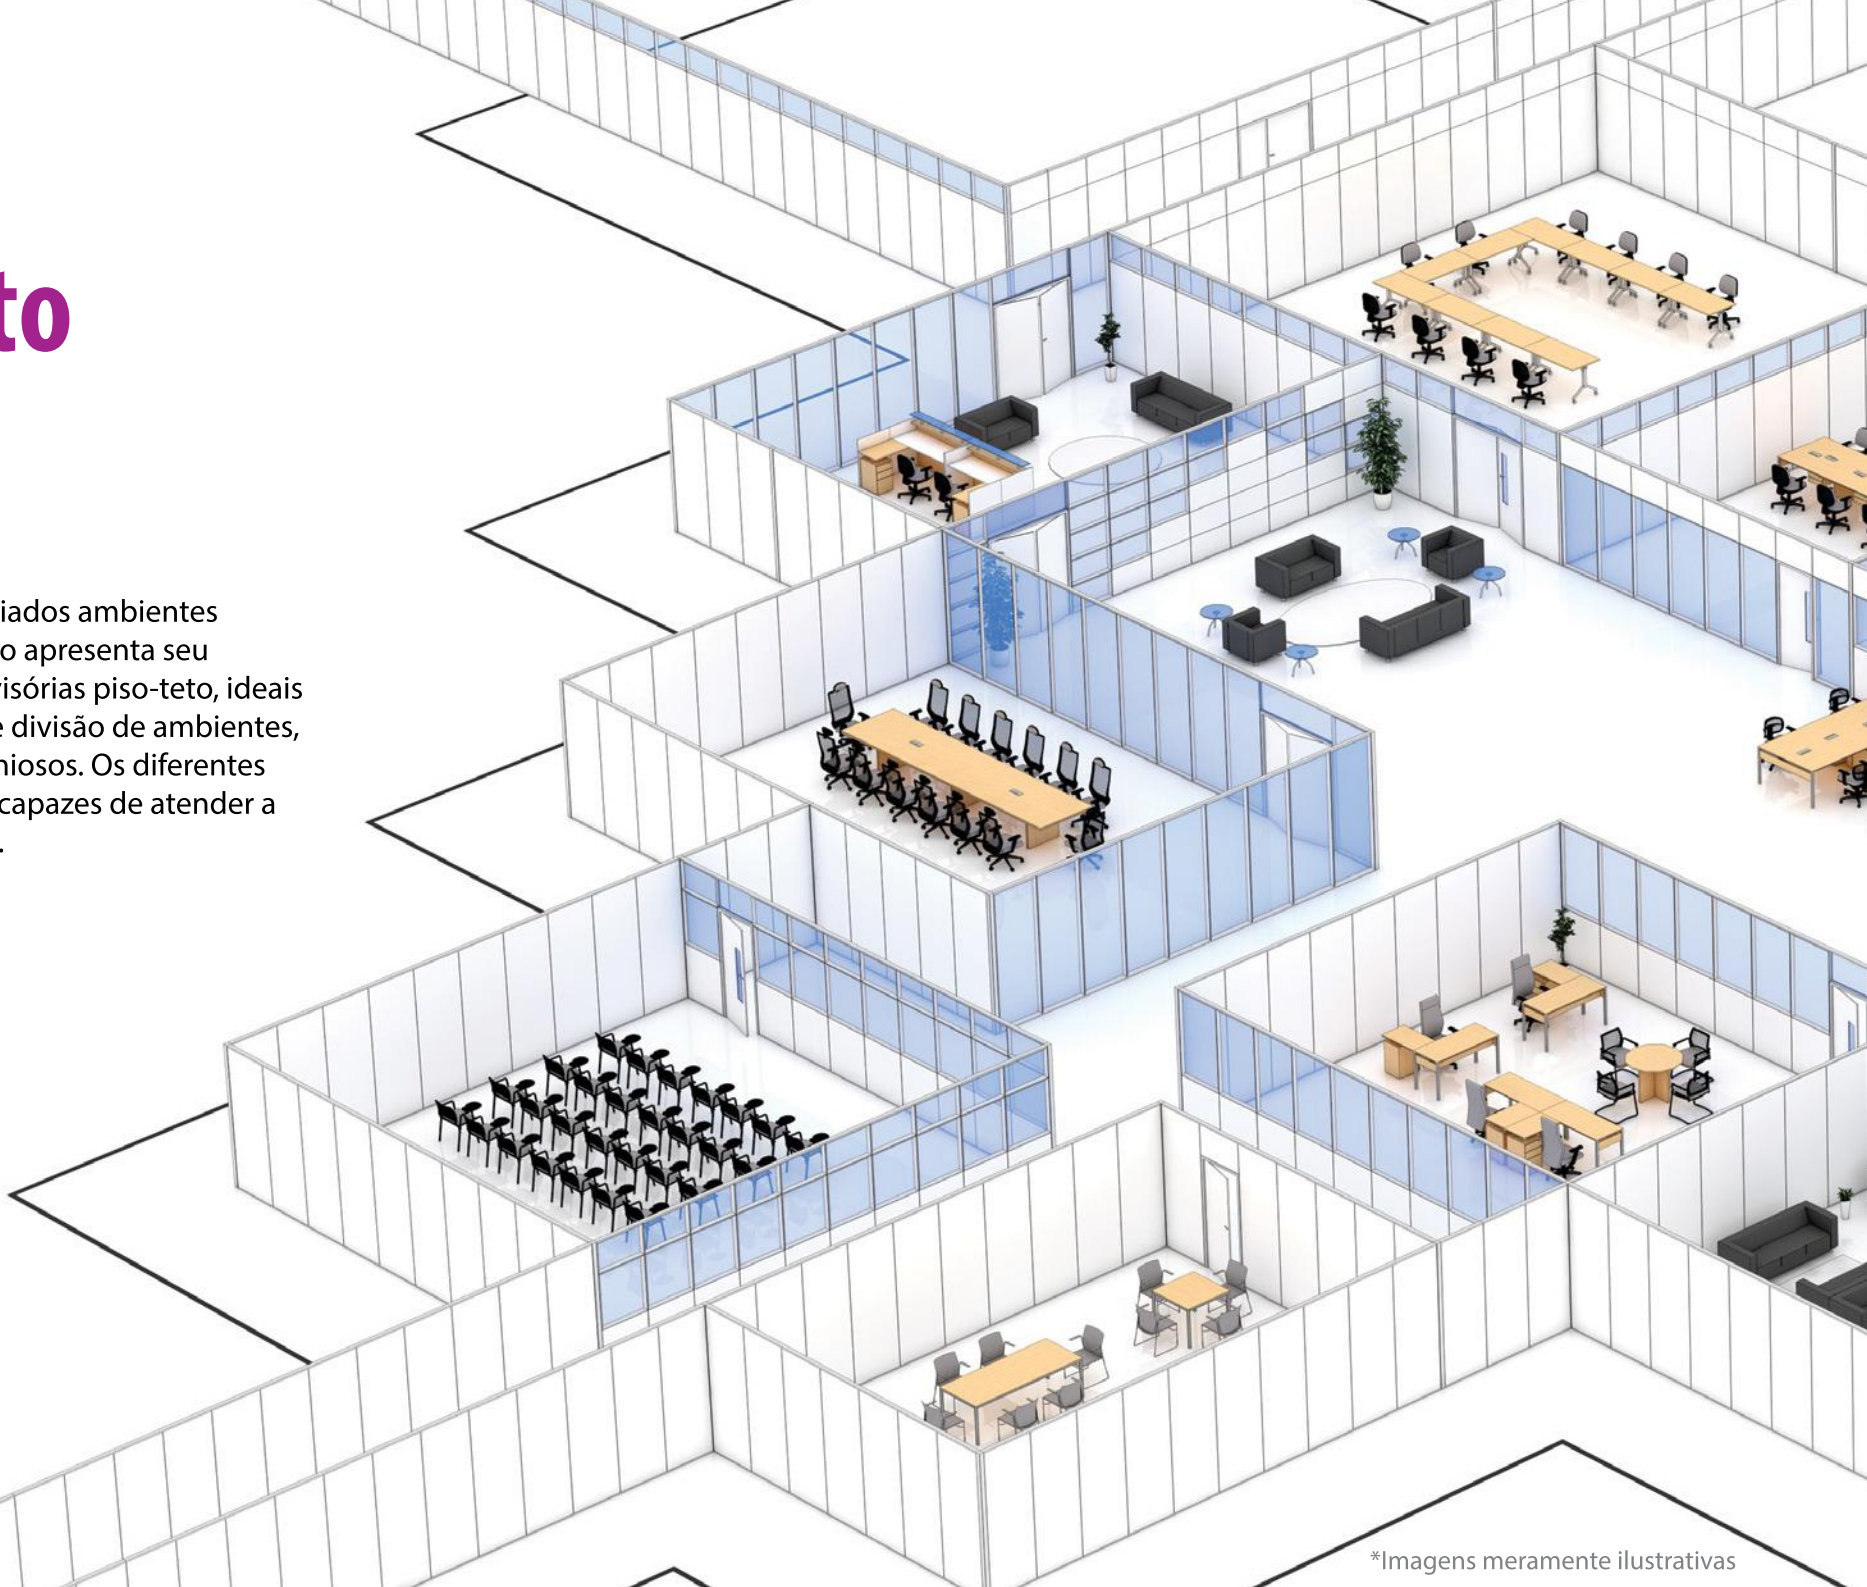 to
iados ambientes
o apresenta seu
isórias piso-teto, ideais
e divisão de ambientes,
niosos. Os diferentes
capazes de atender a
.
*Imagens meramente ilustrativas